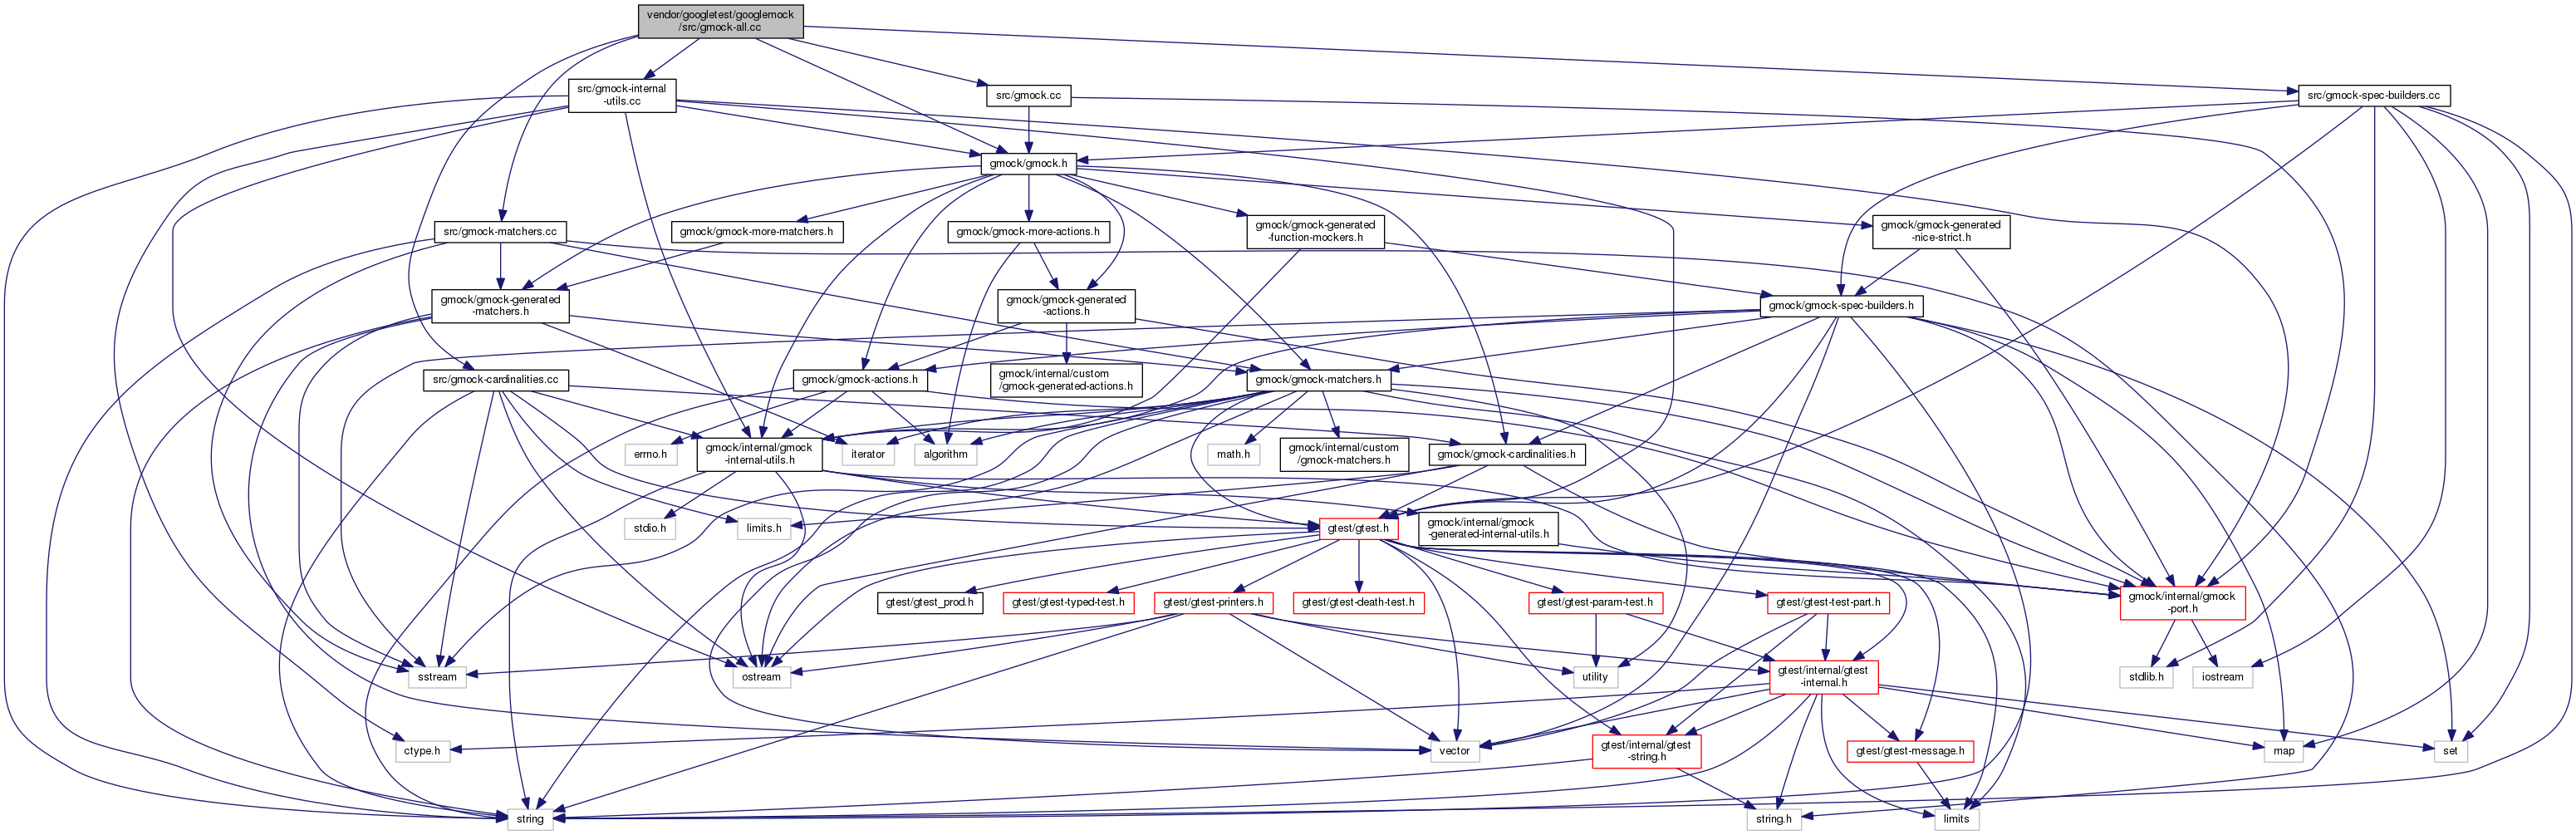 vendor/googletest/googlemock
/src/gmock-all.cc
src/gmock-internal
-utils.cc
src/gmock.cc
src/gmock-spec-builders.cc
gmock/gmock.h
src/gmock-matchers.cc
gmock/gmock-more-matchers.h
gmock/gmock-more-actions.h
gmock/gmock-generated
-function-mockers.h
gmock/gmock-generated
-nice-strict.h
gmock/gmock-generated
-matchers.h
gmock/gmock-generated
-actions.h
gmock/gmock-spec-builders.h
src/gmock-cardinalities.cc
gmock/gmock-actions.h
gmock/internal/custom
/gmock-generated-actions.h
gmock/gmock-matchers.h
errno.h
gmock/internal/gmock
-internal-utils.h
iterator
algorithm
math.h
gmock/internal/custom
/gmock-matchers.h
gmock/gmock-cardinalities.h
stdio.h
limits.h
gtest/gtest.h
gmock/internal/gmock
-generated-internal-utils.h
gtest/gtest_prod.h
gtest/gtest-typed-test.h
gtest/gtest-printers.h
gtest/gtest-death-test.h
gtest/gtest-param-test.h
gtest/gtest-test-part.h
gmock/internal/gmock
-port.h
sstream
ostream
utility
gtest/internal/gtest
-internal.h
stdlib.h
iostream
ctype.h
vector
gtest/internal/gtest
-string.h
gtest/gtest-message.h
map
set
string
string.h
limits